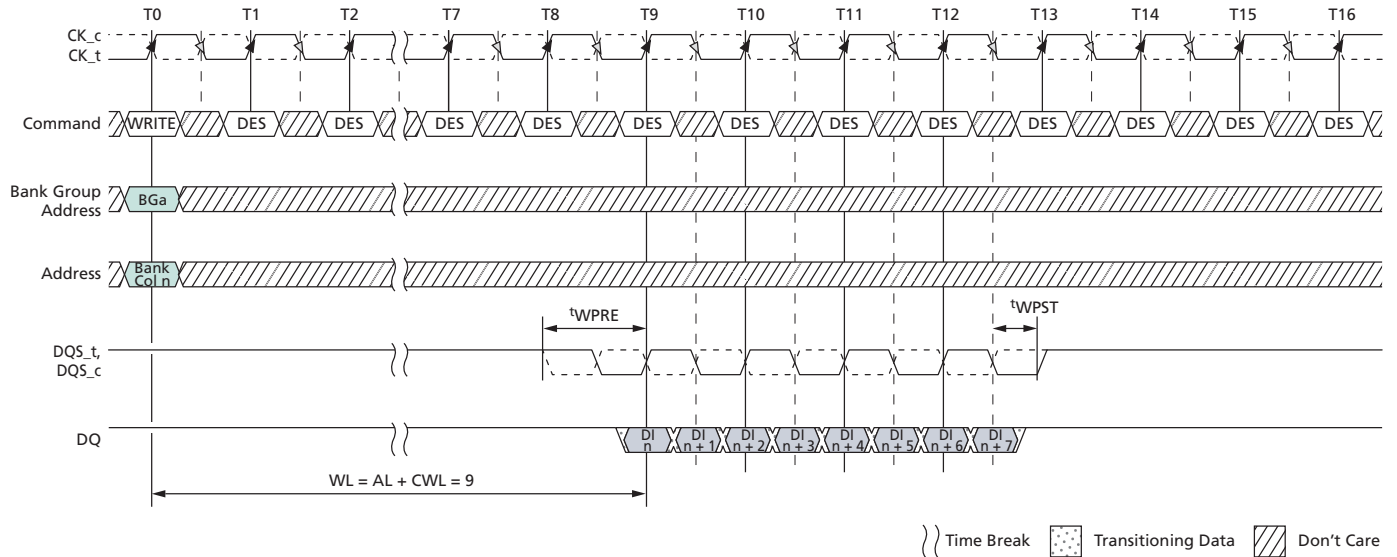 T0 T1 T2 T7 T8 T9 T10 T11 T12 T13 T14 T15 T16
CK_c
CK_t
Command WRITE DES DES DES DES DES DES DES DES DES DES DES DES
Bank Group
Address
BGa
Address
Bank
Col n
tWPRE
tWPST
DQS_t,
DQS_c
DQ
DI
n
DI
n + 1
DI
n + 2
DI
n + 3
DI
n + 4
DI
n + 5
DI
n + 6
DI
n + 7
WL = AL + CWL = 9
Time Break Transitioning Data Don't Care